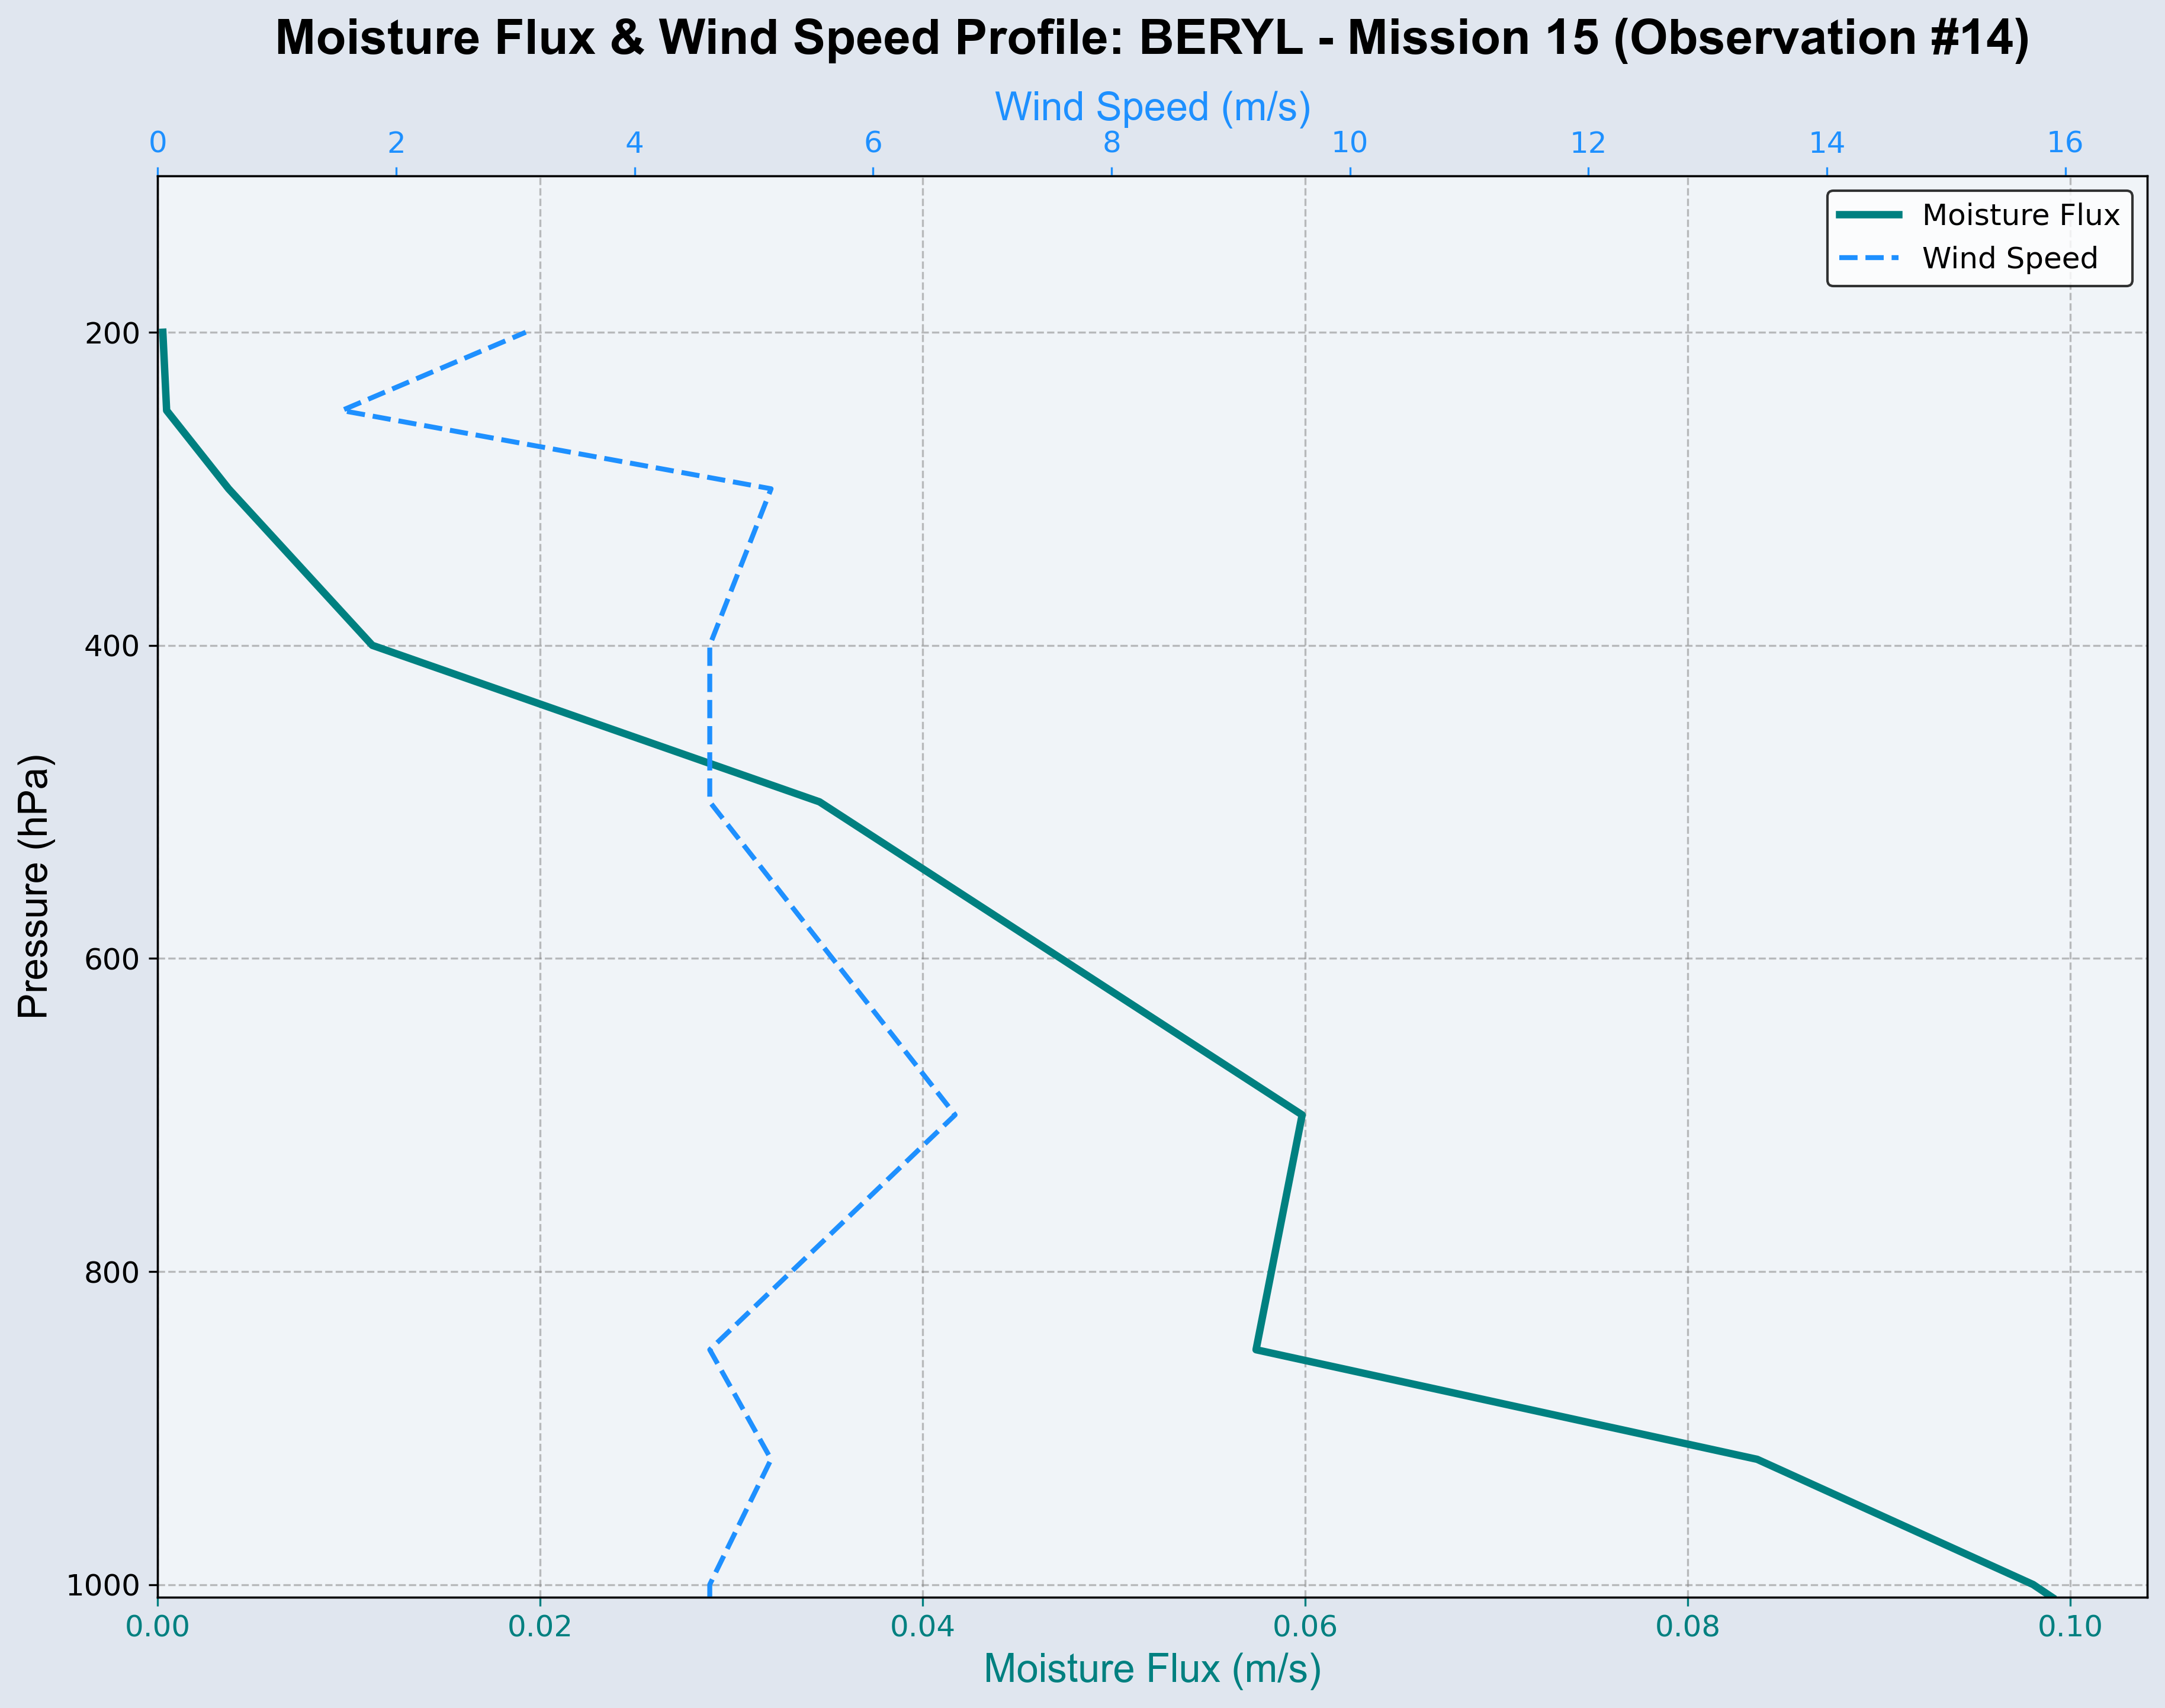 Moisture Flux & Wind Speed Profile: BERYL - Mission 15 (Observation #14)
Wind Speed (m/s)
0 2 4 6 8 10 12 14 16
Moisture Flux
Wind Speed
200
400
600
800
1000
Pressure (hPa)
0.00 0.02 0.04 0.06 0.08 0.10
Moisture Flux (m/s)